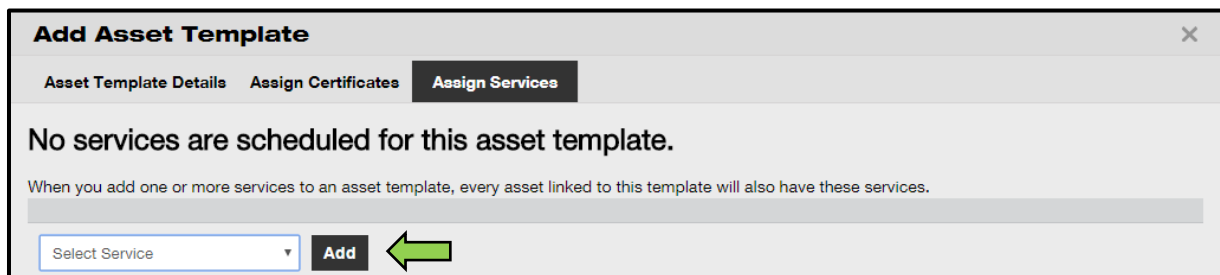 Add Asset Template
Asset Template Details Assign Certificates Assign Services
No services are scheduled for this asset template.
When you add one or more services to an asset template, every asset linked to this template will also have these services.
Select Service Add